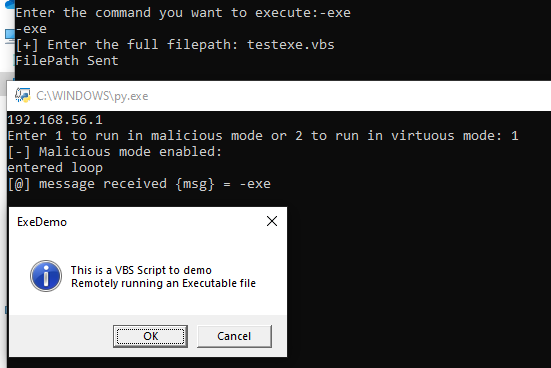 Enter the command you want to execute:-exe
-exe
[+] Enter the full filepath: testexe.vbs
FilePath Sent
C:\WINDOWS\py.exe
192.168.56.1
Enter 1 to run in malicious mode or 2 to run in virtuous mode: 1
[-] Malicious mode enabled:
entered loop
[@] message received {msg} = -exe
ExeDemo
This is a VBS Script to demo
Remotely running an Executable file
OK Cancel